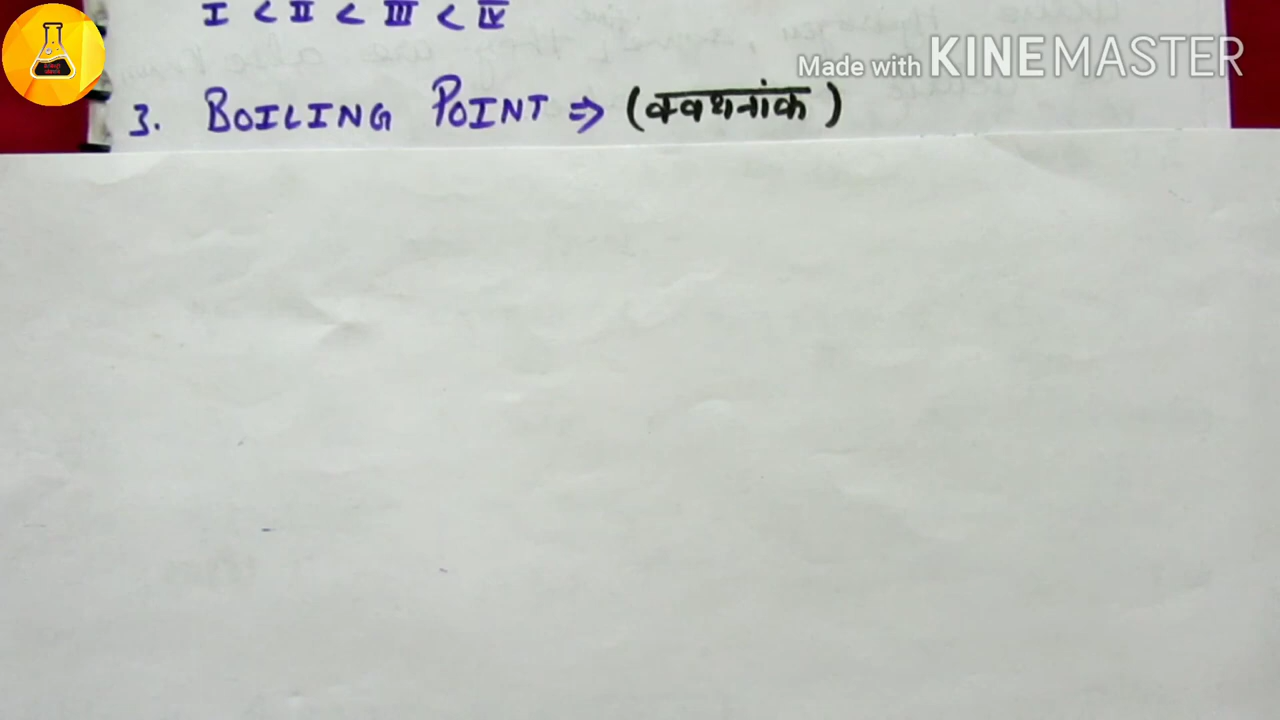 I < II < III < IV
Made with KINEMASTER
3. BOILING POINT ⇒ (क्वथनांक)